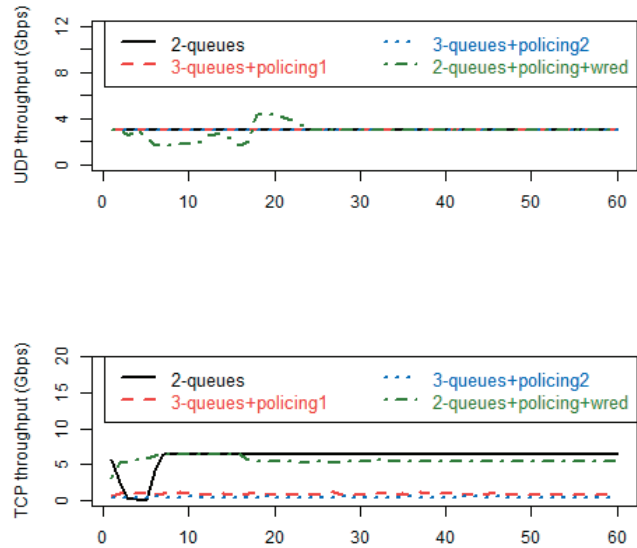 UDP throughput (Gbps)
12
8
4
0
2-queues
3-queues+policing1
3-queues+policing2
2-queues+policing+wred
0 10 20 30 40 50 60
TCP throughput (Gbps)
20
15
10
5
0
2-queues
3-queues+policing1
3-queues+policing2
2-queues+policing+wred
0 10 20 30 40 50 60